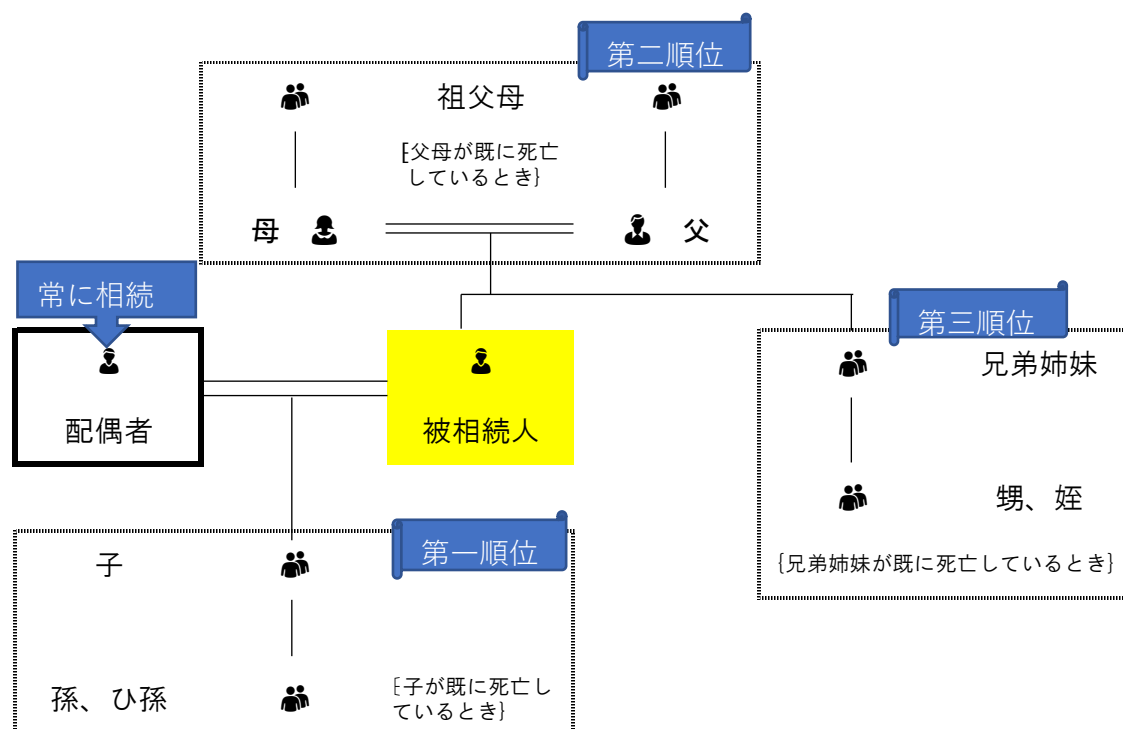 第二順位
祖父母
[父母が既に死亡
しているとき}
母
父
常に相続
第三順位
兄弟姉妹
配偶者
被相続人
甥、姪
{兄弟姉妹が既に死亡しているとき}
第一順位
子
孫、ひ孫
[子が既に死亡し
ているとき}